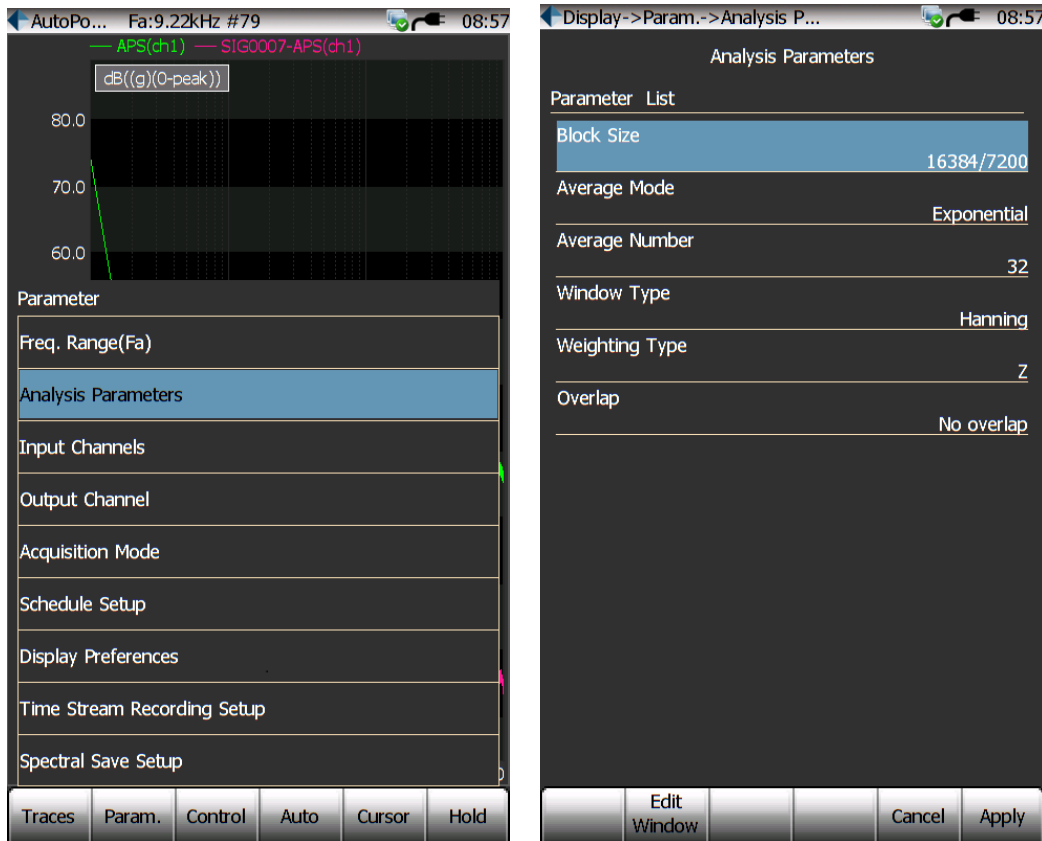 AutoPo... Fa:9.22kHz #79 08:57
APS(ch1) SIG0007-APS(ch1)
dB((g)(0-peak))
80.0
70.0
60.0
Parameter
Freq. Range(Fa)
Analysis Parameters
Input Channels
Output Channel
Acquisition Mode
Schedule Setup
Display Preferences
Time Stream Recording Setup
Spectral Save Setup
Traces Param. Control Auto Cursor Hold
Display->Param.->Analysis P... 08:57
Analysis Parameters
Parameter List
Block Size
16384/7200
Average Mode
Exponential
Average Number
32
Window Type
Hanning
Weighting Type
Z
Overlap
No overlap
Edit
Window
Cancel Apply